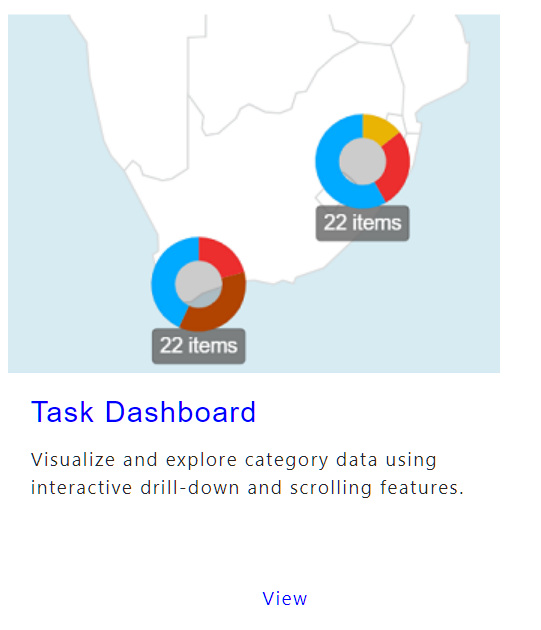 22 items
22 items
Task Dashboard
Visualize and explore category data using
interactive drill-down and scrolling features.
View